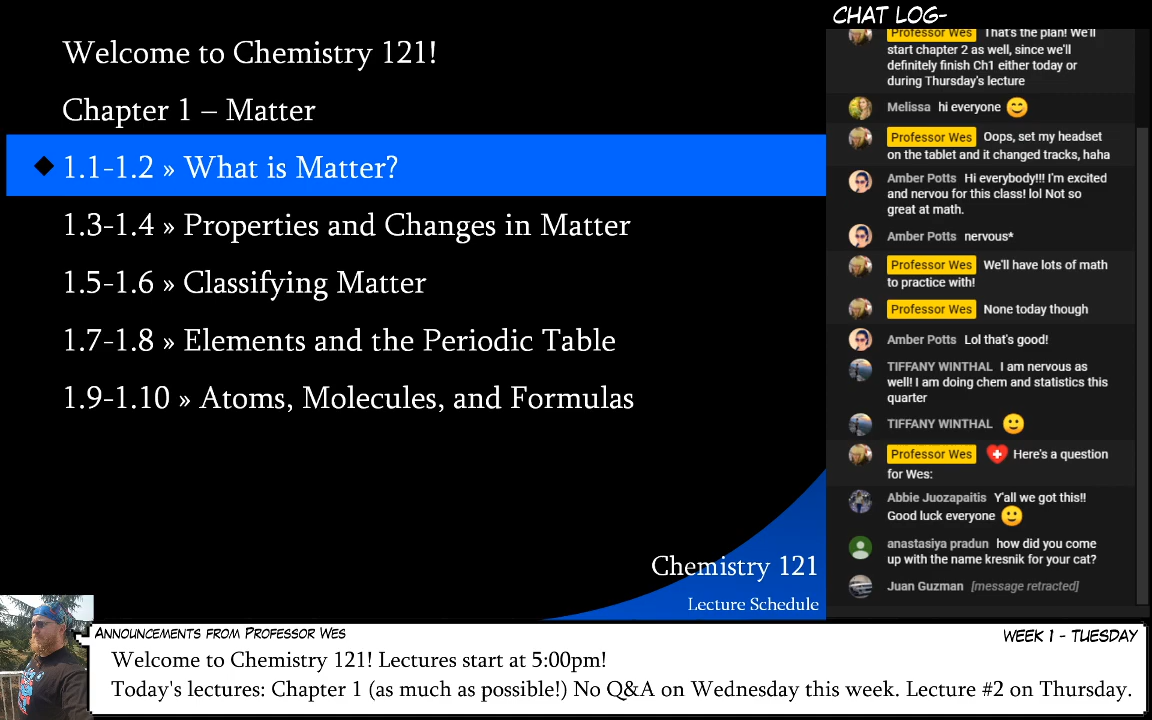 Welcome to Chemistry 121!
Chapter 1 – Matter
1.1-1.2 » What is Matter?
1.3-1.4 » Properties and Changes in Matter
1.5-1.6 » Classifying Matter
1.7-1.8 » Elements and the Periodic Table
1.9-1.10 » Atoms, Molecules, and Formulas
Chemistry 121
Lecture Schedule
CHAT LOG-
Professor Wes That's the plan! We'll
start chapter 2 as well, since we'll
definitely finish Ch1 either today or
during Thursday's lecture
Melissa hi everyone 😊
Professor Wes Oops, set my headset
on the tablet and it changed tracks, haha
Amber Potts Hi everybody!!! I'm excited
and nervou for this class! lol Not so
great at math.
Amber Potts nervous*
Professor Wes We'll have lots of math
to practice with!
Professor Wes None today though
Amber Potts Lol that's good!
TIFFANY WINTHAL I am nervous as
well! I am doing chem and statistics this
quarter
TIFFANY WINTHAL 🙂
Professor Wes Here's a question
for Wes:
Abbie Juozapaitis Y'all we got this!!
Good luck everyone 🙂
anastasiya pradun how did you come
up with the name kresnik for your cat?
Juan Guzman [message retracted]
ANNOUNCEMENTS FROM PROFESSOR WES
WEEK 1 - TUESDAY
Welcome to Chemistry 121! Lectures start at 5:00pm!
Today's lectures: Chapter 1 (as much as possible!) No Q&A on Wednesday this week. Lecture #2 on Thursday.